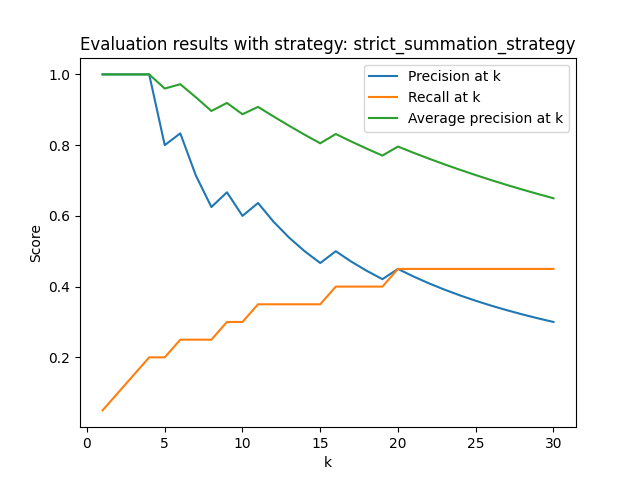 Evaluation results with strategy: strict_summation_strategy
Precision at k
Recall at k
Average precision at k
Score
1.0
0.8
0.6
0.4
0.2
0 5 10 15 20 25 30
k